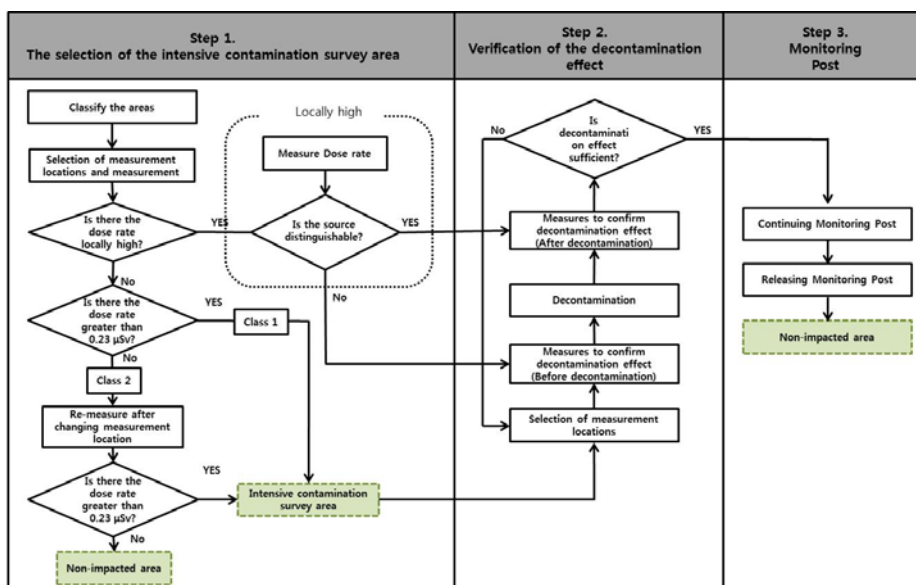 Step 1.
The selection of the intensive contamination survey area
Step 2.
Verification of the decontamination
effect
Step 3.
Monitoring
Post
Classify the areas
Selection of measurement
locations and measurement
Is there the
dose rate
locally high?
YES
No
Is there the
dose rate
greater than
0.23 μSv?
YES
Class 1
No
Class 2
Re-measure after
changing measurement
location
Is there the
dose rate
greater than
0.23 μSv?
YES
No
Non-impacted area
Intensive contamination
survey area
Locally high
Measure Dose rate
Is the source
distinguishable?
YES
No
Is
decontaminati
on effect
sufficient?
No
YES
Measures to confirm
decontamination effect
(After decontamination)
Decontamination
Measures to confirm
decontamination effect
(Before decontamination)
Selection of measurement
locations
Continuing Monitoring Post
Releasing Monitoring Post
Non-impacted area